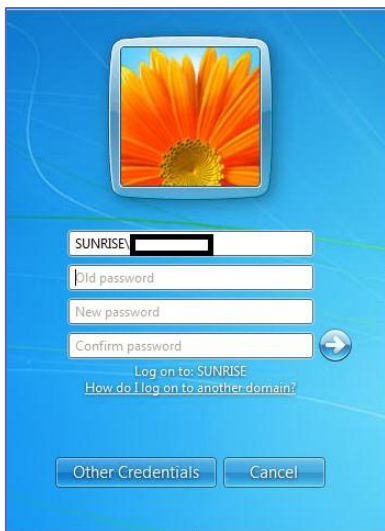 SUNRISE\
Old password
New password
Confirm password
Log on to: SUNRISE
How do I log on to another domain?
Other Credentials Cancel